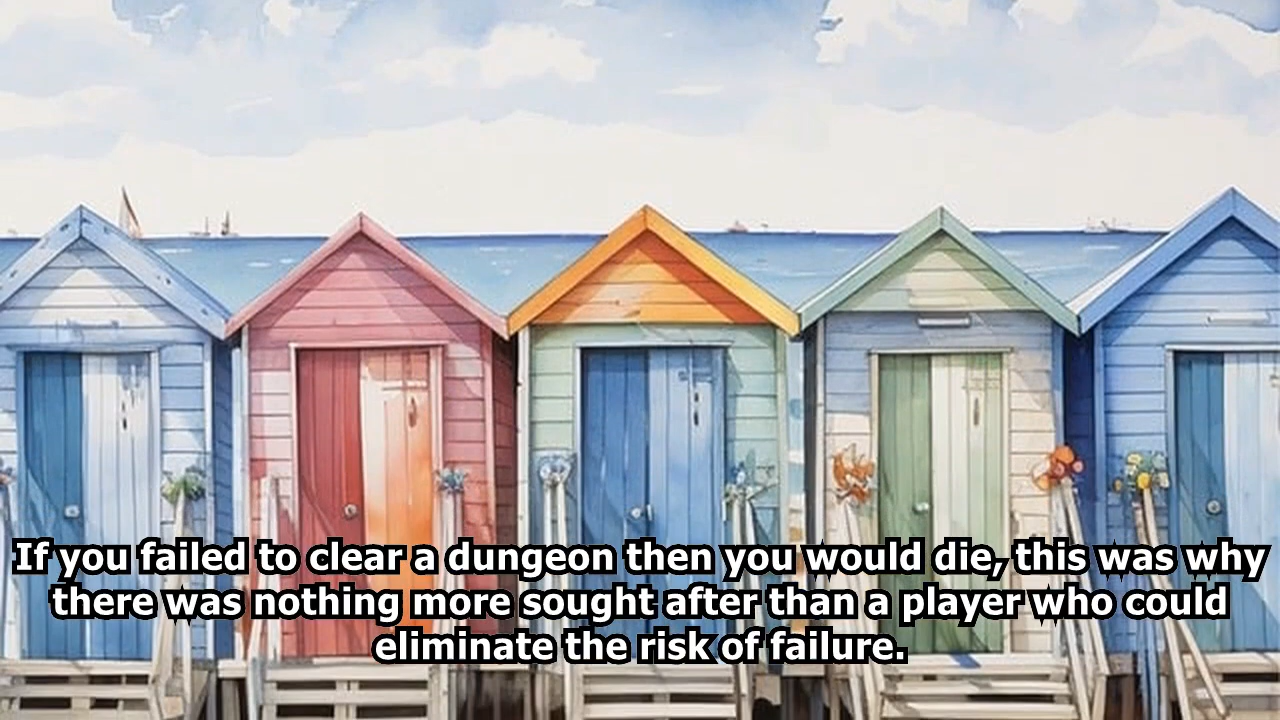 If you failed to clear a dungeon then you would die, this was why
there was nothing more sought after than a player who could
eliminate the risk of failure.